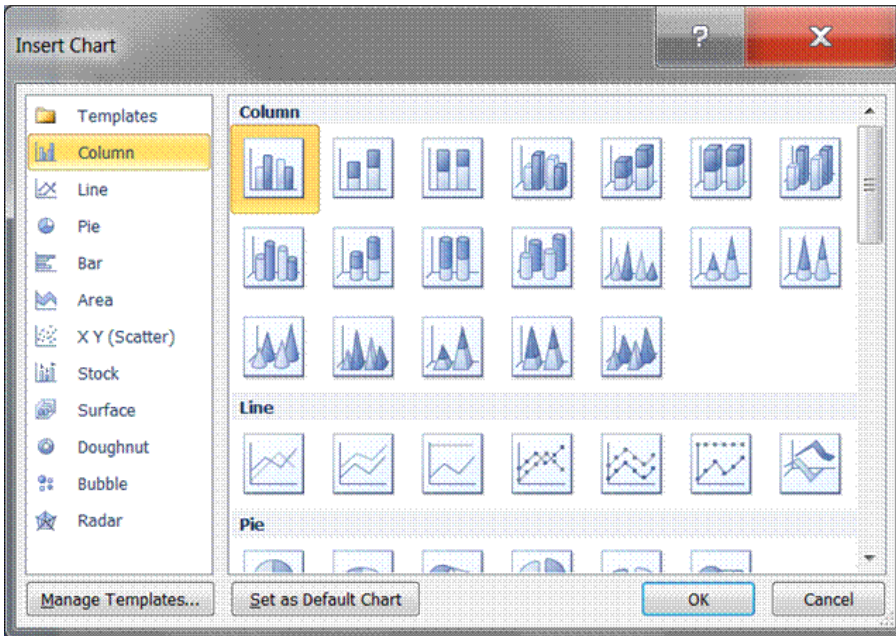 Insert Chart
?
X
Templates
Column
Line
Pie
Bar
Area
X Y (Scatter)
Stock
Surface
Doughnut
Bubble
Radar
Column
Line
Pie
Manage Templates...
Set as Default Chart
OK
Cancel